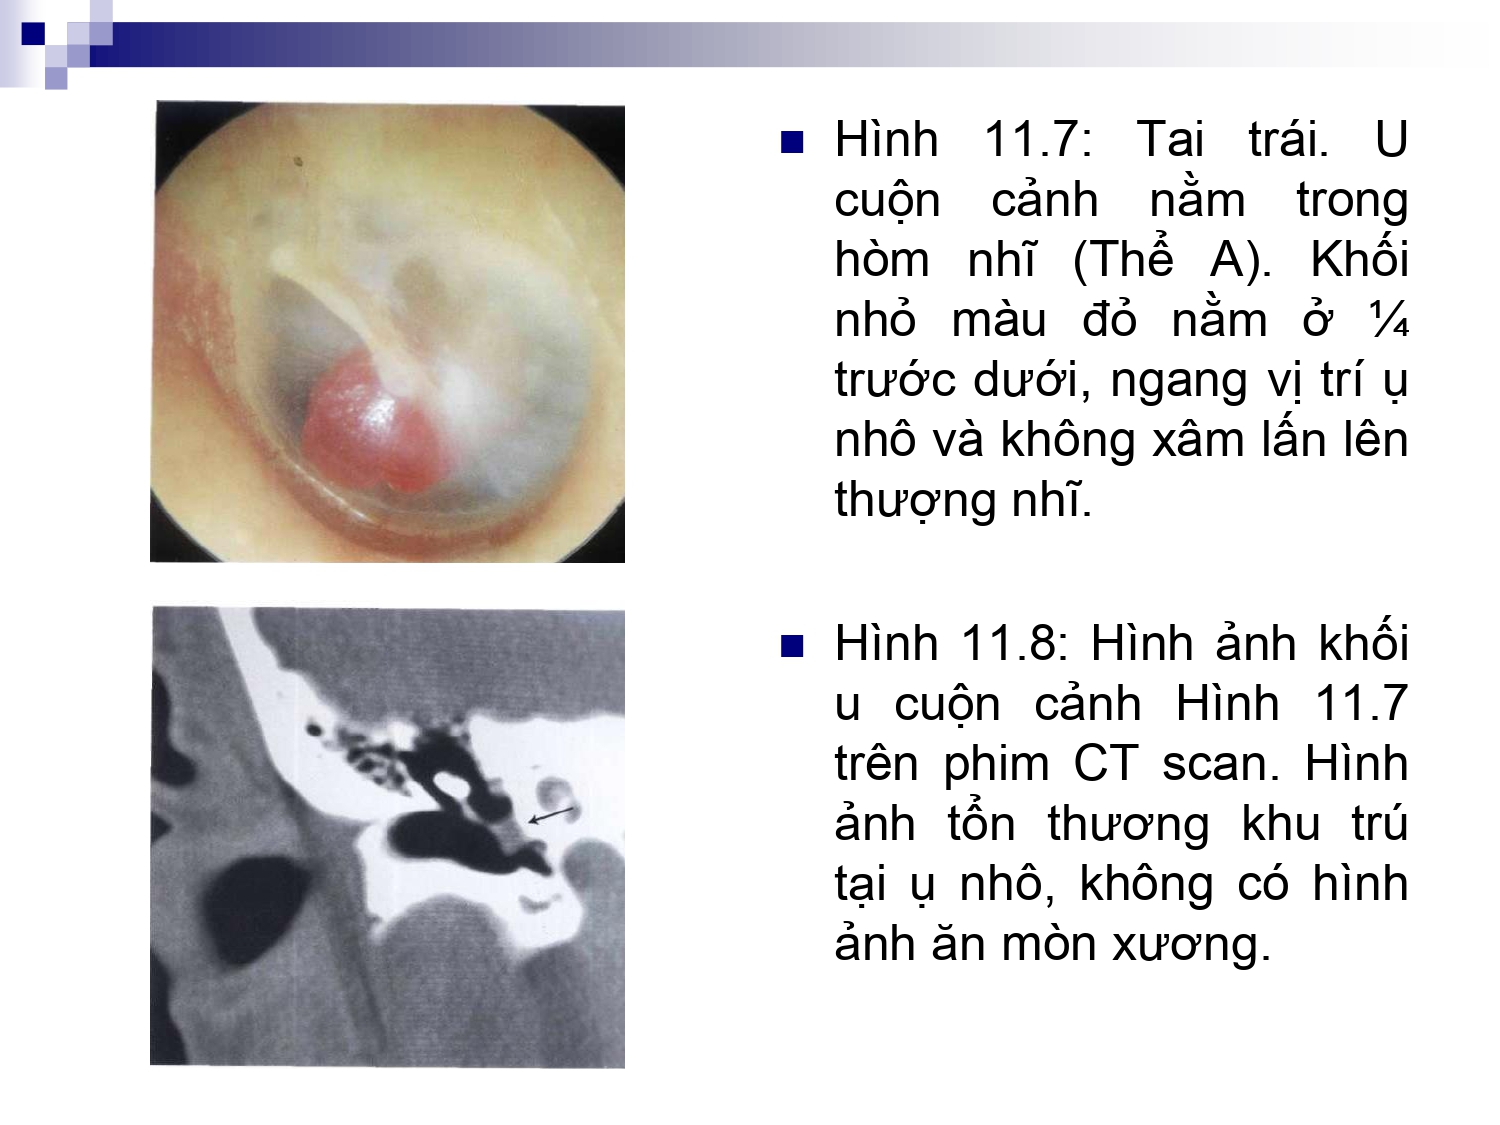 Hình 11.7: Tai trái. U
cuộn cảnh nằm trong
hòm nhĩ (Thể A). Khối
nhỏ màu đỏ nằm ở ¼
trước dưới, ngang vị trí ụ
nhô và không xâm lấn lên
thượng nhĩ.
Hình 11.8: Hình ảnh khối
u cuộn cảnh Hình 11.7
trên phim CT scan. Hình
ảnh tổn thương khu trú
tại ụ nhô, không có hình
ảnh ăn mòn xương.